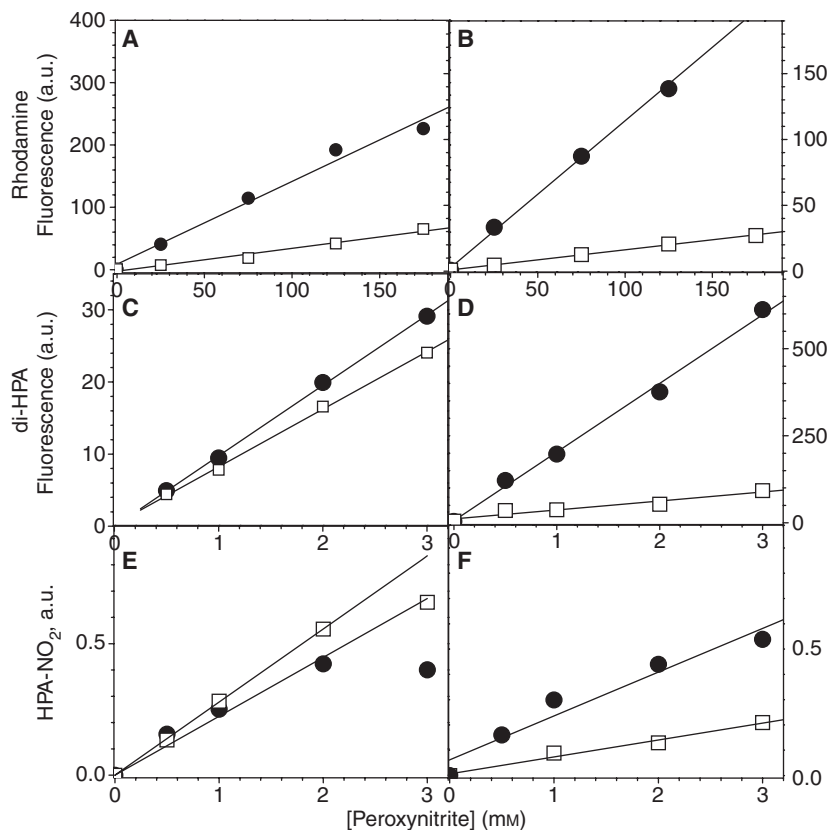 A
B
400
300
200
100
0
Rhodamine
Fluorescence (a.u.)
150
100
50
0
0 50 100 150
0 50 100 150
C
D
30
20
10
0
di-HPA
Fluorescence (a.u.)
500
250
0
0 1 2 3
0 1 2 3
E
F
0.5
0.0
HPA-NO₂, a.u.
0.5
0.0
0 1 2 3
0 1 2 3
[Peroxynitrite] (mM)